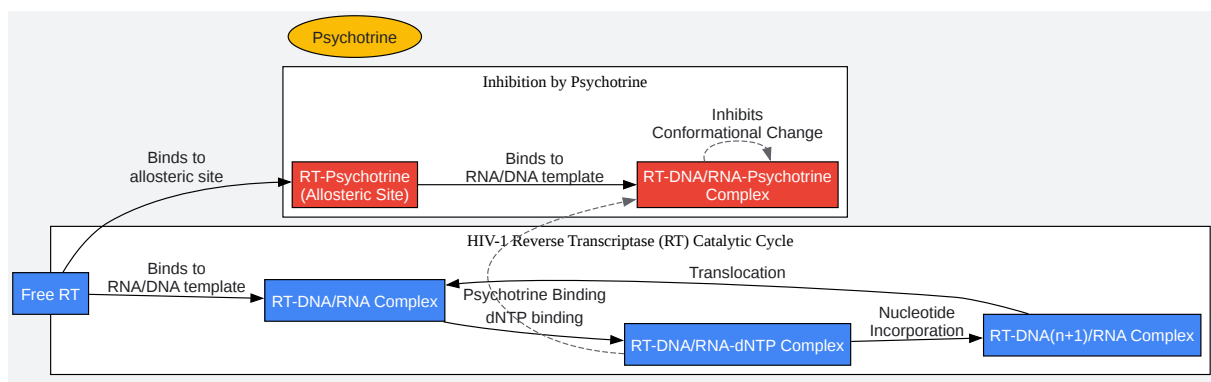 Psychotrine
Inhibition by Psychotrine
Inhibits
Conformational Change
Binds to
allosteric site
RT-Psychotrine
(Allosteric Site)
Binds to
RNA/DNA template
RT-DNA/RNA-Psychotrine
Complex
HIV-1 Reverse Transcriptase (RT) Catalytic Cycle
Free RT
Binds to
RNA/DNA template
RT-DNA/RNA Complex
Translocation
Psychotrine Binding
dNTP binding
RT-DNA/RNA-dNTP Complex
Nucleotide
Incorporation
RT-DNA(n+1)/RNA Complex